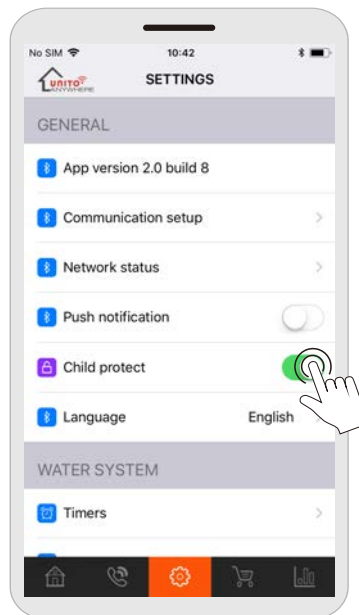 No SIM 10:42
UNITO
ANYWHERE
SETTINGS
GENERAL
App version 2.0 build 8
Communication setup
Network status
Push notification
Child protect
Language English
WATER SYSTEM
Timers